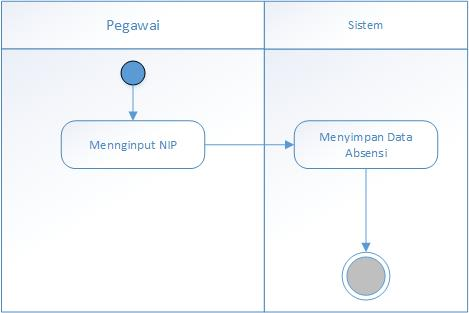 Pegawai
Sistem
Mennginput NIP
Menyimpan Data
Absensi